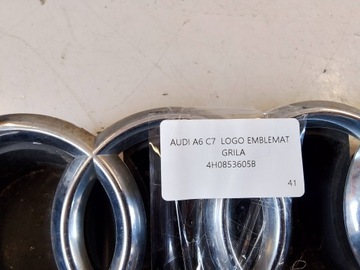 AUDI A6 C7 LOGO EMBLEMAT
GRILA
4H0853605B
41